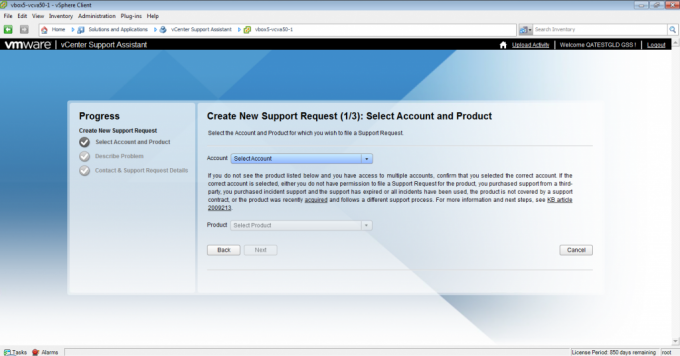 vbox5-vcva50-1 - vSphere Client
File Edit View Inventory Administration Plug-ins Help
Home Solutions and Applications vCenter Support Assistant vbox5-vcva50-1
Search Inventory
vmware vCenter Support Assistant
Upload Activity Welcome QATESTGLD GSS ! Logout
Progress
Create New Support Request
Select Account and Product
Describe Problem
Contact & Support Request Details
Create New Support Request (1/3): Select Account and Product
Select the Account and Product for which you wish to file a Support Request.
Account Select Account
If you do not see the product listed below and you have access to multiple accounts, confirm that you selected the correct account. If the
correct account is selected, either you do not have permission to file a Support Request for the product, you purchased support from a third-
party, you purchased incident support and the support has expired or all incidents have been used, the product is not covered by a support
contract, or the product was recently acquired and follows a different support process. For more information and next steps, see KB article
2009213.
Product Select Product
Back Next Cancel
Tasks Alarms
License Period: 850 days remaining root